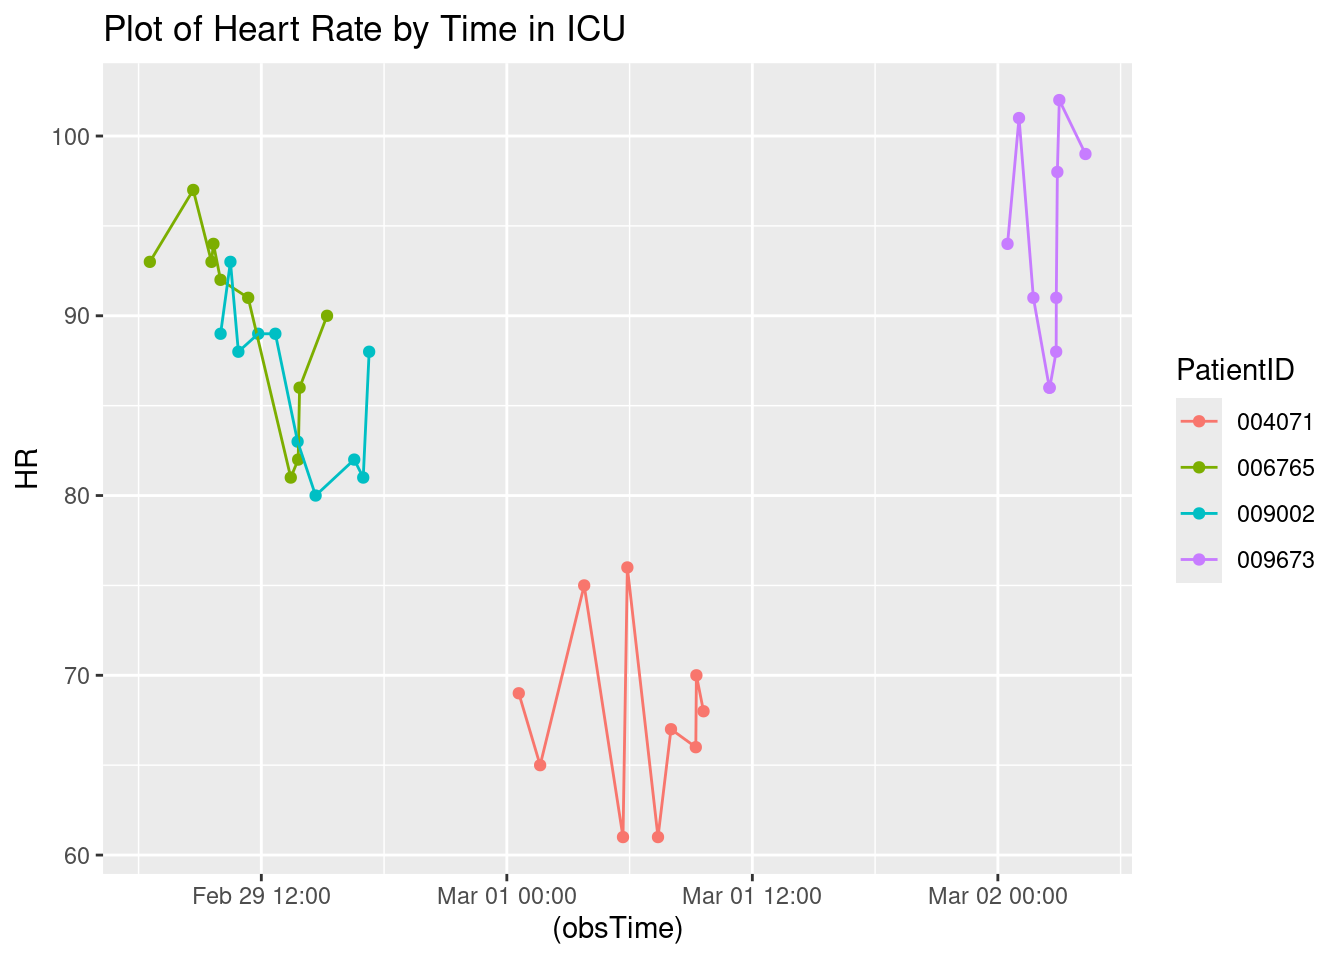 Plot of Heart Rate by Time in ICU
HR
100
90
80
70
60
Feb 29 12:00 Mar 01 00:00 Mar 01 12:00 Mar 02 00:00
(obsTime)
PatientID
004071
006765
009002
009673